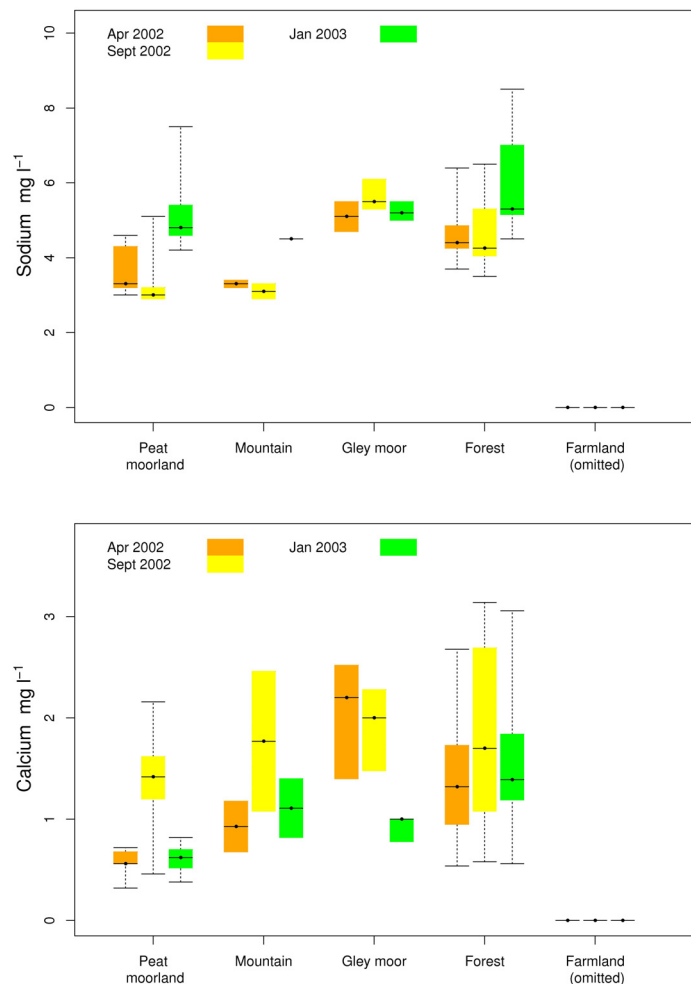 10
8
6
4
2
0
Sodium mg l⁻¹
Apr 2002
Sept 2002
Jan 2003
Peat
moorland
Mountain
Gley moor
Forest
Farmland
(omitted)
3
2
1
0
Calcium mg l⁻¹
Apr 2002
Sept 2002
Jan 2003
Peat
moorland
Mountain
Gley moor
Forest
Farmland
(omitted)